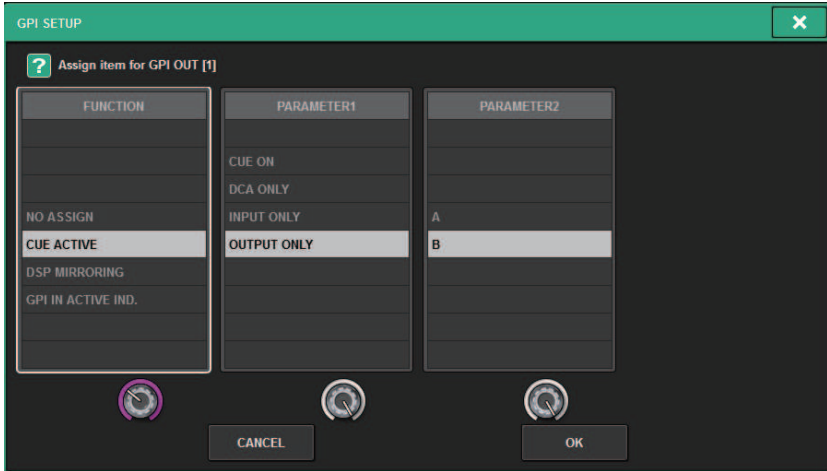 GPI SETUP
?
Assign item for GPI OUT [1]
FUNCTION
NO ASSIGN
CUE ACTIVE
DSP MIRRORING
GPI IN ACTIVE IND.
PARAMETER1
CUE ON
DCA ONLY
INPUT ONLY
OUTPUT ONLY
PARAMETER2
A
B
CANCEL
OK